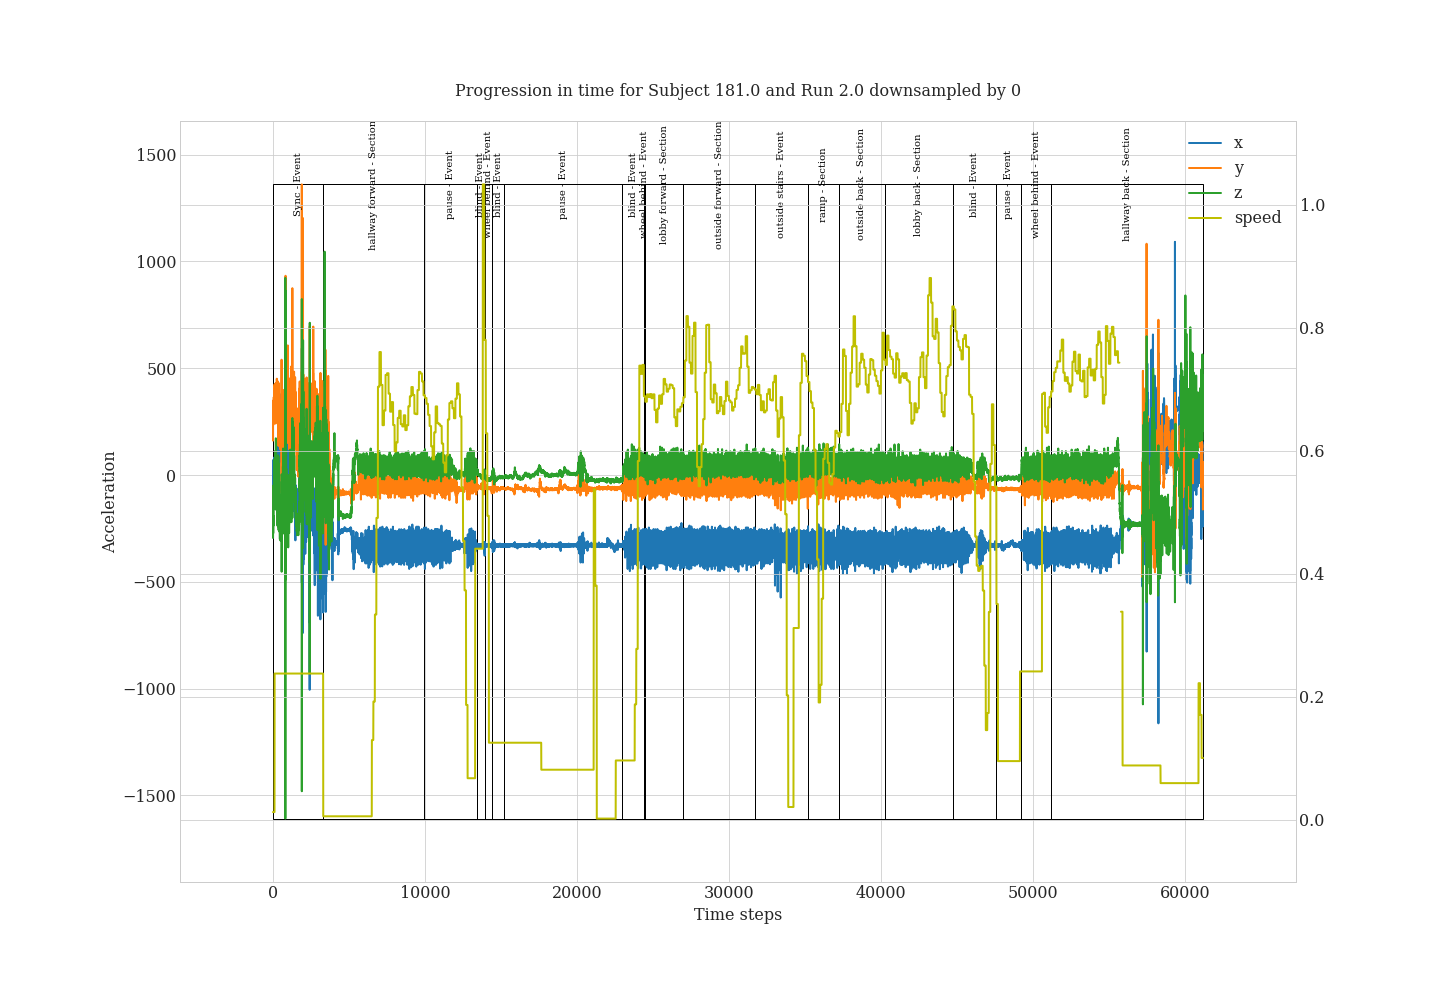 Progression in time for Subject 181.0 and Run 2.0 downsampled by 0
Sync - Event
hallway forward - Section
pause - Event
blind - Event
wheel behind - Event
blind - Event
pause - Event
blind - Event
wheel behind - Event
lobby forward - Section
outside forward - Section
outside stairs - Event
ramp - Section
outside back - Section
lobby back - Section
blind - Event
pause - Event
wheel behind - Event
hallway back - Section
x
y
z
speed
1500
1000
500
0
−500
−1000
−1500
Acceleration
1.0
0.8
0.6
0.4
0.2
0.0
0
10000
20000
30000
40000
50000
60000
Time steps